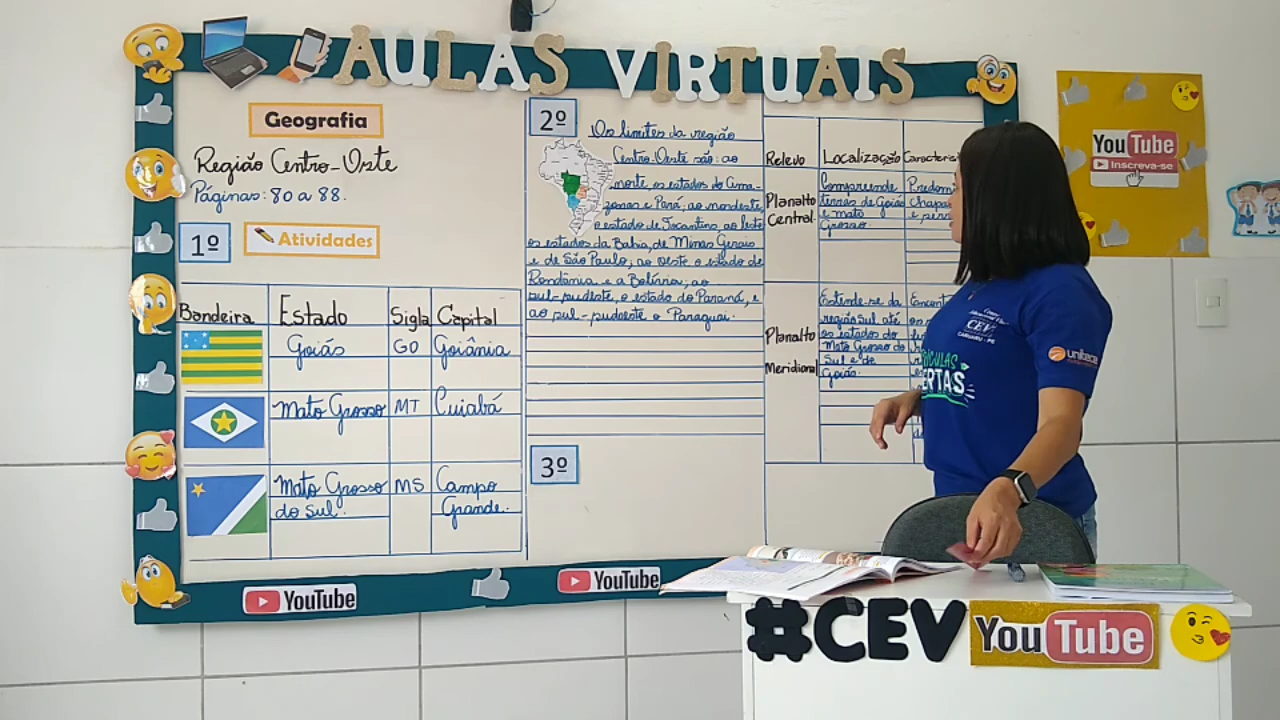 AULAS VIRTUAIS
Geografia
Região Centro-Oeste
Páginas: 80 a 88.
1º
Atividades
Bandeira Estado Sigla Capital
Goiás GO Goiânia
Mato Grosso MT Cuiabá
Mato Grosso MS Campo
do Sul. Grande.
2º
Os limites da região
Centro-Oeste são: ao
norte, os estados do Ama-
zonas e Pará; ao nordeste,
o estado de Tocantins; ao leste
os estados da Bahia, de Minas Gerais
e de São Paulo; ao oeste o estado de
Rondônia e a Bolívia; ao
sul-sudeste, o estado do Paraná, e
ao sul-sudoeste o Paraguai.
3º
Relevo Localização
Planalto
Central.
Compreende
terras de Goiás
e mato
Grosso.
Planalto
Meridional
Estende-se da
região Sul até
os estados do
Mato Grosso do
Sul e de
Goiás.
YouTube
YouTube
YouTube
Inscreva-se
CEV
CARUARU - PE
unitece
#CEV YouTube